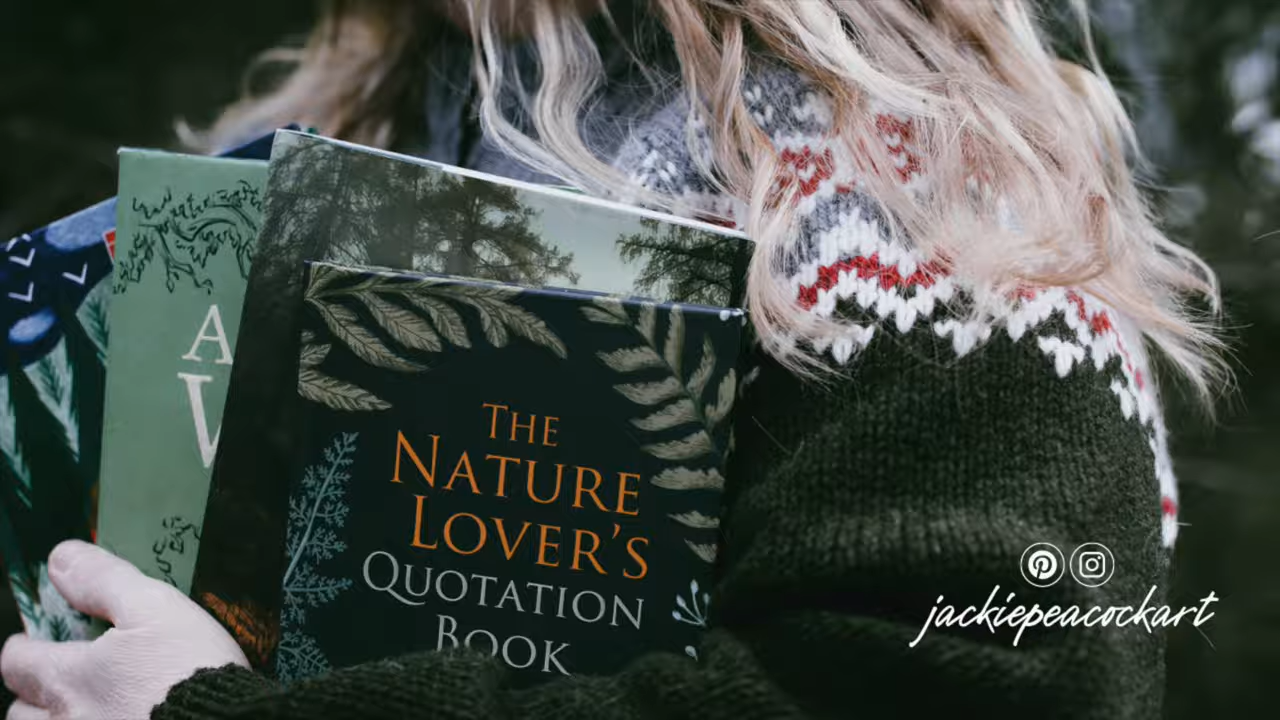 A
THE
NATURE
LOVER'S
QUOTATION
BOOK
jackiepeacockart